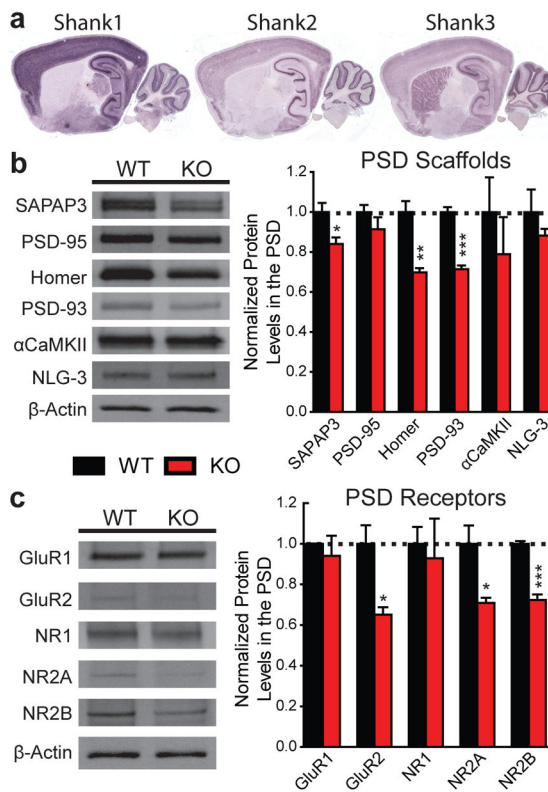 a
Shank1 Shank2 Shank3
b
WT KO
SAPAP3
PSD-95
Homer
PSD-93
αCaMKII
NLG-3
β-Actin
PSD Scaffolds
Normalized Protein
Levels in the PSD
1.2
1.0
0.8
0.6
0.4
0.2
0.0
* ** ***
SAPAP3 PSD-95 Homer PSD-93 αCaMKII NLG-3
WT KO
c
WT KO
GluR1
GluR2
NR1
NR2A
NR2B
β-Actin
PSD Receptors
Normalized Protein
Levels in the PSD
1.2
1.0
0.8
0.6
0.4
0.2
0.0
* * ***
GluR1 GluR2 NR1 NR2A NR2B